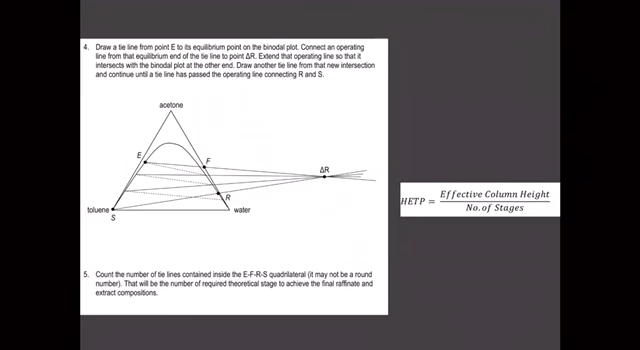 4. Draw a tie line from point E to its equilibrium point on the binodal plot. Connect an operating
line from that equilibrium end of the tie line to point ΔR. Extend that operating line so that it
intersects with the binodal plot at the other end. Draw another tie line from that new intersection
and continue until a tie line has passed the operating line connecting R and S.
acetone
E
F
ΔR
R
toluene
water
S
HETP = Effective Column Height / No. of Stages
5. Count the number of tie lines contained inside the E-F-R-S quadrilateral (it may not be a round
number). That will be the number of required theoretical stage to achieve the final raffinate and
extract compositions.